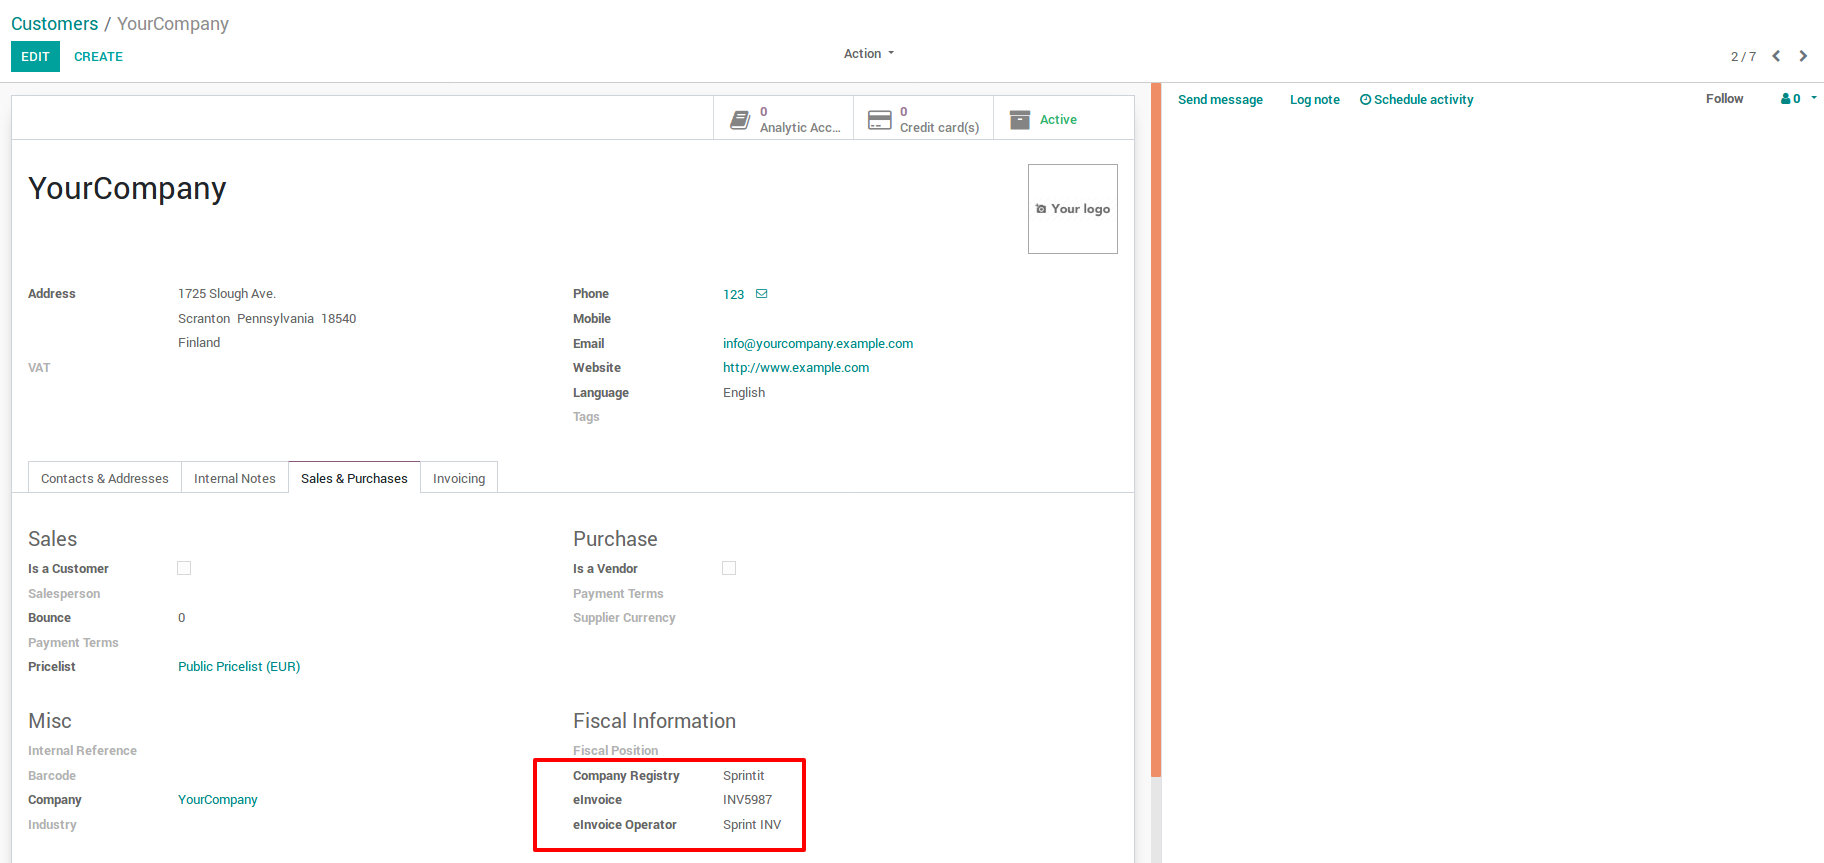 Customers / YourCompany
EDIT CREATE Action 2 / 7
0
Analytic Acc...
0
Credit card(s)
Active
Send message Log note Schedule activity Follow 0
YourCompany
Your logo
Address 1725 Slough Ave.
Scranton Pennsylvania 18540
Finland
VAT
Phone 123
Mobile
Email info@yourcompany.example.com
Website http://www.example.com
Language English
Tags
Contacts & Addresses Internal Notes Sales & Purchases Invoicing
Sales
Is a Customer
Salesperson
Bounce 0
Payment Terms
Pricelist Public Pricelist (EUR)
Purchase
Is a Vendor
Payment Terms
Supplier Currency
Misc
Internal Reference
Barcode
Company YourCompany
Industry
Fiscal Information
Fiscal Position
Company Registry Sprintit
eInvoice INV5987
eInvoice Operator Sprint INV